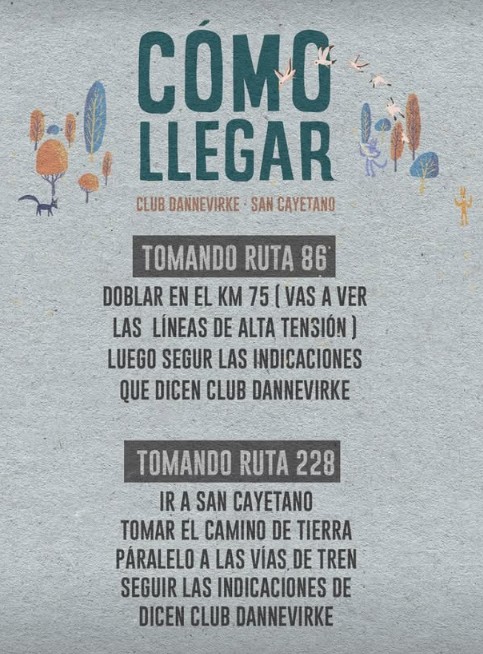 CÓMO
LLEGAR
CLUB DANNEVIRKE · SAN CAYETANO
TOMANDO RUTA 86
DOBLAR EN EL KM 75 ( VAS A VER
LAS LÍNEAS DE ALTA TENSIÓN )
LUEGO SEGUR LAS INDICACIONES
QUE DICEN CLUB DANNEVIRKE
TOMANDO RUTA 228
IR A SAN CAYETANO
TOMAR EL CAMINO DE TIERRA
PÁRALELO A LAS VÍAS DE TREN
SEGUIR LAS INDICACIONES DE
DICEN CLUB DANNEVIRKE